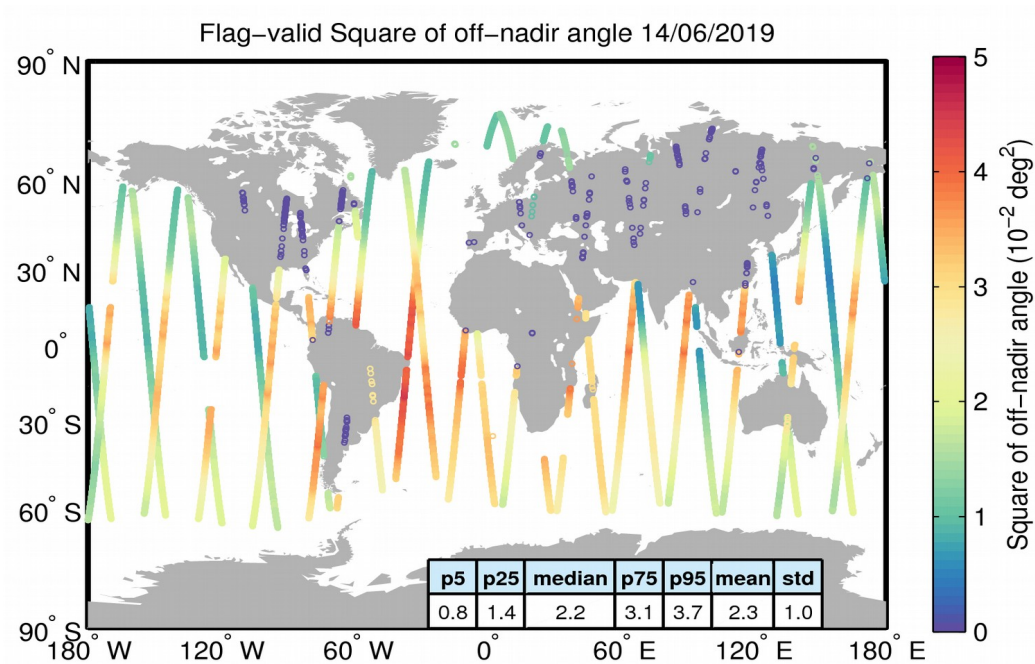 Flag−valid Square of off−nadir angle 14/06/2019
90° N
60° N
30° N
0°
30° S
60° S
90° S
180° W
120° W
60° W
0°
60° E
120° E
180° E
p5 p25 median p75 p95 mean std
0.8 1.4 2.2 3.1 3.7 2.3 1.0
5
4
3
2
1
0
Square of off−nadir angle (10⁻² deg²)